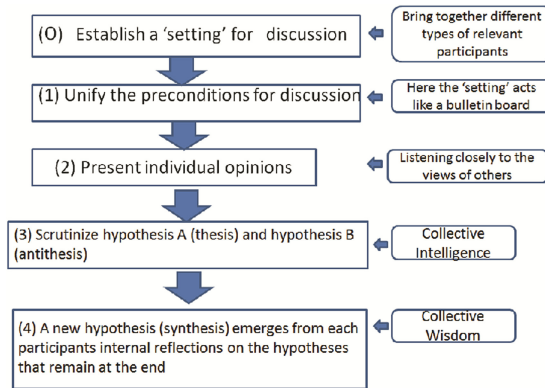 (O) Establish a ‘setting’ for discussion
Bring together different
types of relevant
participants
(1) Unify the preconditions for discussion
Here the ‘setting’ acts
like a bulletin board
(2) Present individual opinions
Listening closely to the
views of others
(3) Scrutinize hypothesis A (thesis) and hypothesis B
(antithesis)
Collective
Intelligence
(4) A new hypothesis (synthesis) emerges from each
participants internal reflections on the hypotheses
that remain at the end
Collective
Wisdom